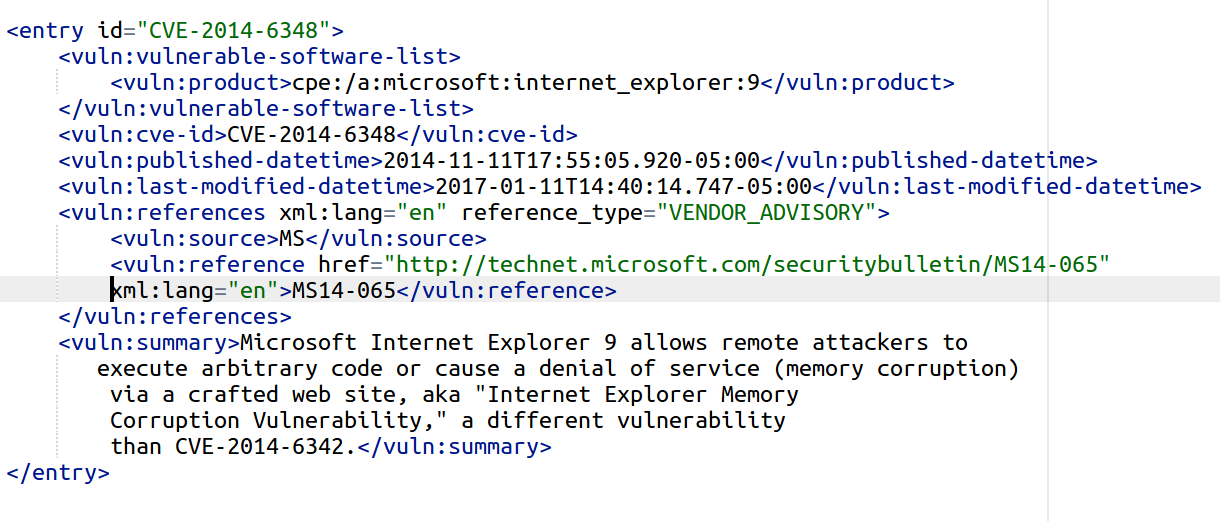 <entry id="CVE-2014-6348">
<vuln:vulnerable-software-list>
<vuln:product>cpe:/a:microsoft:internet_explorer:9</vuln:product>
</vuln:vulnerable-software-list>
<vuln:cve-id>CVE-2014-6348</vuln:cve-id>
<vuln:published-datetime>2014-11-11T17:55:05.920-05:00</vuln:published-datetime>
<vuln:last-modified-datetime>2017-01-11T14:40:14.747-05:00</vuln:last-modified-datetime>
<vuln:references xml:lang="en" reference_type="VENDOR_ADVISORY">
<vuln:source>MS</vuln:source>
<vuln:reference href="http://technet.microsoft.com/securitybulletin/MS14-065"
xml:lang="en">MS14-065</vuln:reference>
</vuln:references>
<vuln:summary>Microsoft Internet Explorer 9 allows remote attackers to
execute arbitrary code or cause a denial of service (memory corruption)
via a crafted web site, aka "Internet Explorer Memory
Corruption Vulnerability," a different vulnerability
than CVE-2014-6342.</vuln:summary>
</entry>